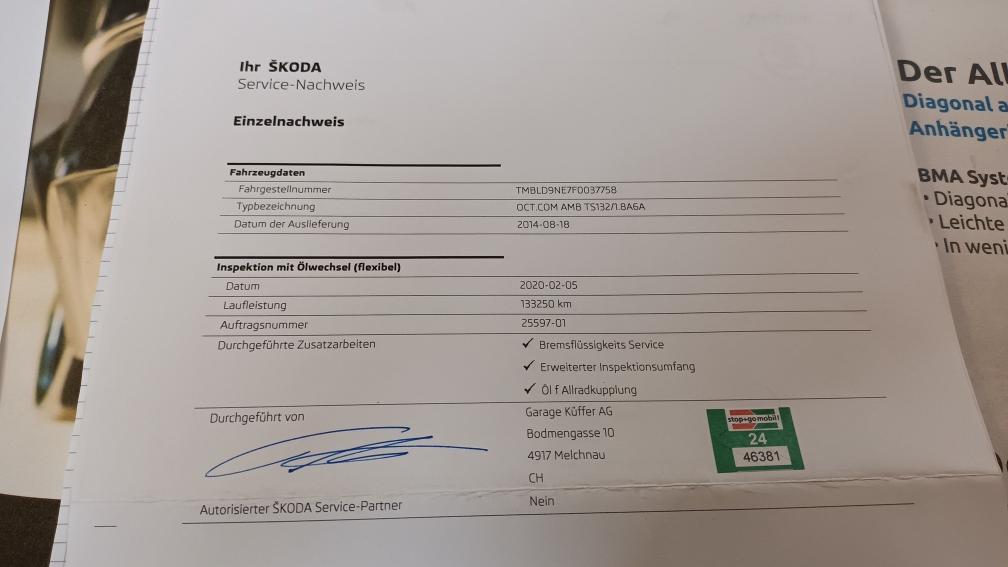 Ihr ŠKODA
Service-Nachweis
Einzelnachweis
Fahrzeugdaten
Fahrgestellnummer TMBLD9NE7F0037758
Typbezeichnung OCT.COM AMB TS132/1.8A6A
Datum der Auslieferung 2014-08-18
Inspektion mit Ölwechsel (flexibel)
Datum 2020-02-05
Laufleistung 133250 km
Auftragsnummer 25597-01
Durchgeführte Zusatzarbeiten ✓ Bremsflüssigkeits Service
✓ Erweiterter Inspektionsumfang
✓ Öl f Allradkupplung
Durchgeführt von Garage Küffer AG
Bodmengasse 10
4917 Melchnau
CH
Autorisierter ŠKODA Service-Partner Nein
stop+go mobil!
24
46381
Der All
Diagonal a
Anhänger
BMA Syst
• Diagona
• Leichte
• In weni